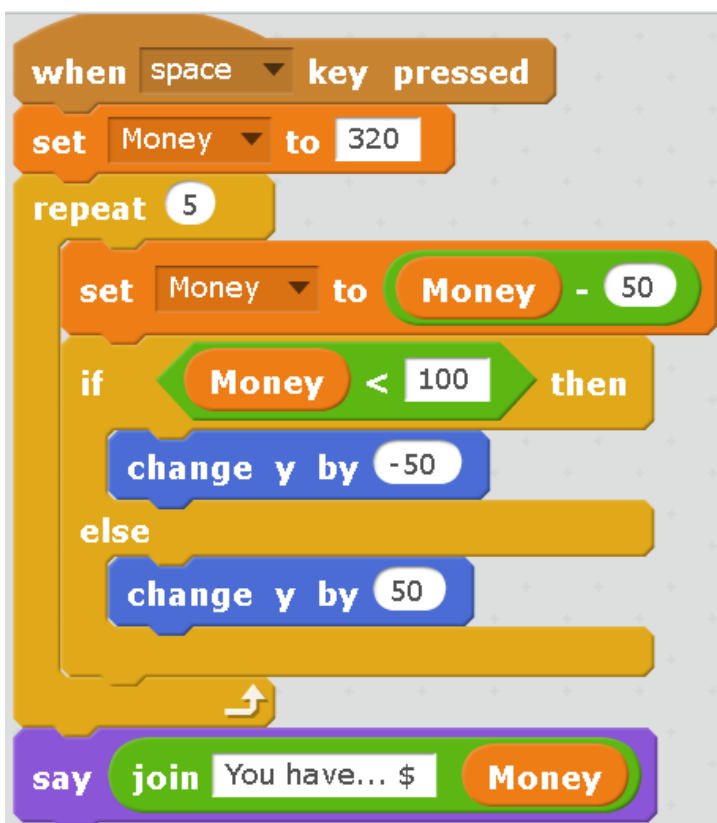 when space key pressed
set Money to 320
repeat 5
set Money to Money - 50
if Money < 100 then
change y by -50
else
change y by 50
say join You have... $ Money